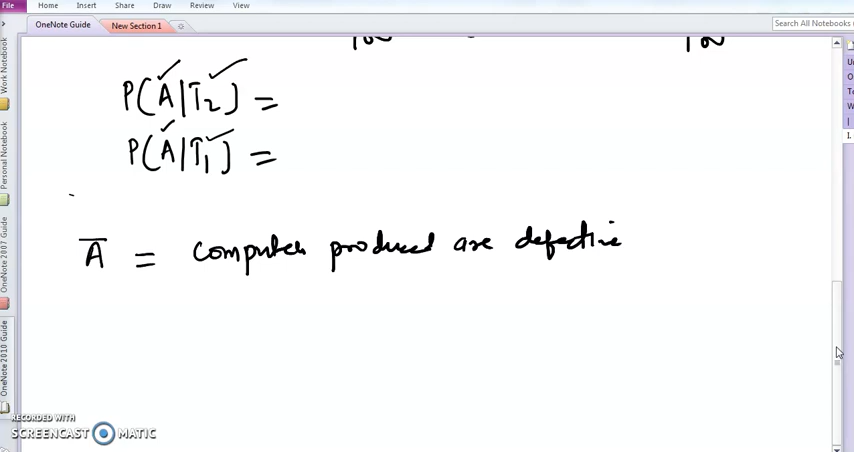 File Home Insert Share Draw Review View
OneNote Guide New Section 1 Search All Notebooks
P(A|T2) =
P(A|T1) =
A̅ = computer produced are defective
Work Notebook
Personal Notebook
OneNote 2007 Guide
OneNote 2010 Guide
RECORDED WITH
SCREENCAST MATIC